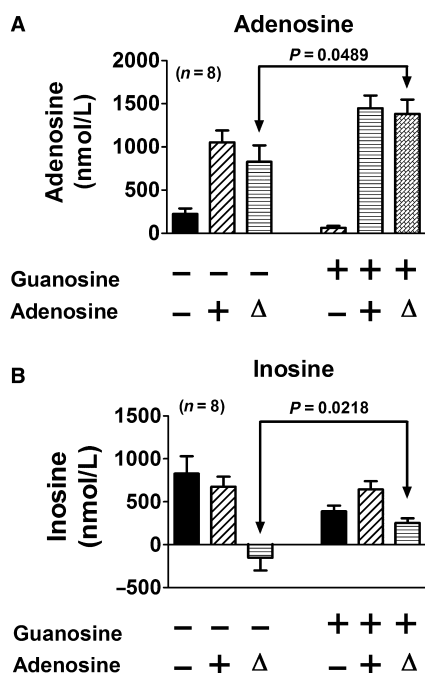 A
Adenosine
Adenosine
(nmol/L)
2000
1500
1000
500
0
(n = 8)
P = 0.0489
Guanosine − − − + + +
Adenosine − + Δ − + Δ
B
Inosine
Inosine
(nmol/L)
1500
1000
500
0
−500
(n = 8)
P = 0.0218
Guanosine − − − + + +
Adenosine − + Δ − + Δ